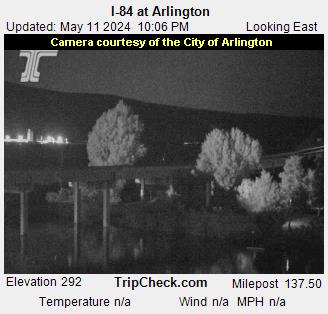 I-84 at Arlington
Updated: May 11 2024 10:06 PM Looking East
Camera courtesy of the City of Arlington
Elevation 292 TripCheck.com Milepost 137.50
Temperature n/a Wind n/a MPH n/a